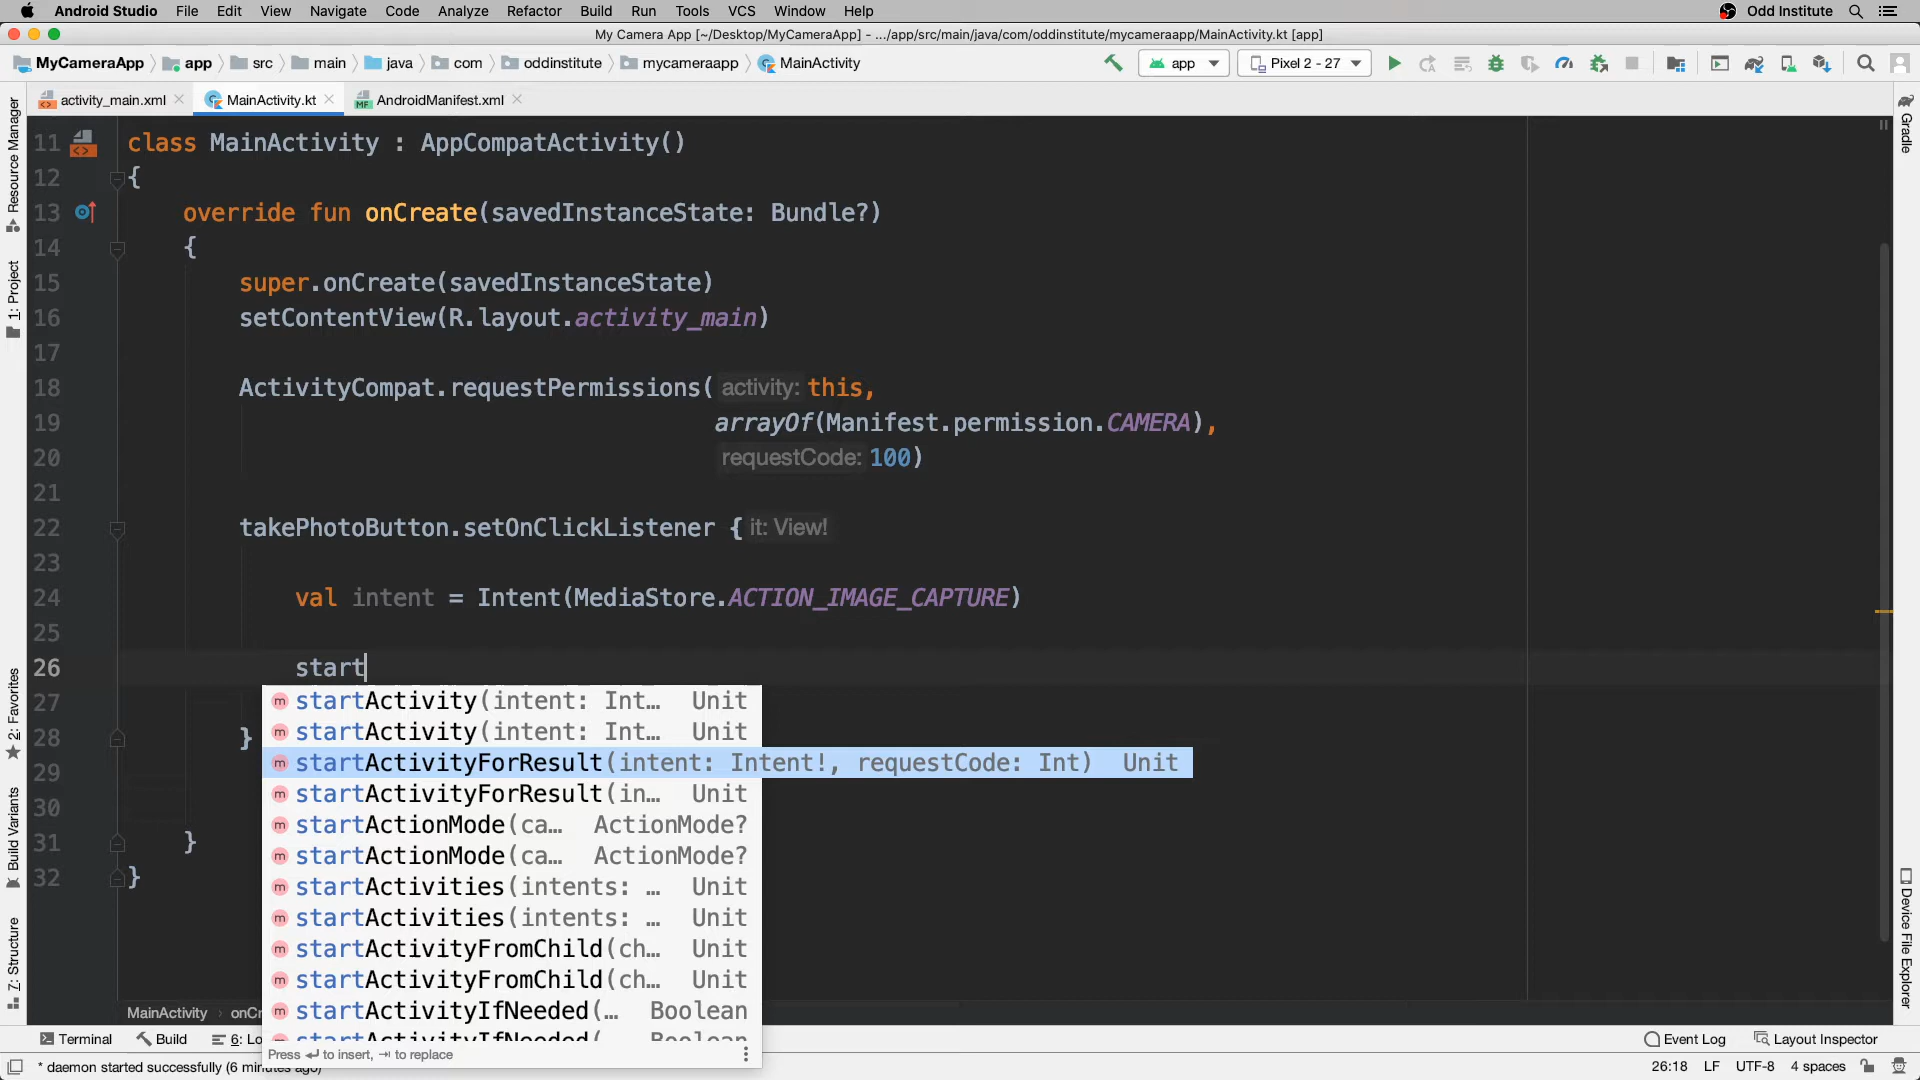 Android Studio File Edit View Navigate Code Analyze Refactor Build Run Tools VCS Window Help Odd Institute
My Camera App [~/Desktop/MyCameraApp] - .../app/src/main/java/com/oddinstitute/mycameraapp/MainActivity.kt [app]
MyCameraApp app src main java com oddinstitute mycameraapp MainActivity app Pixel 2 - 27
activity_main.xml MainActivity.kt AndroidManifest.xml
Resource Manager
1: Project
2: Favorites
Build Variants
7: Structure
Gradle
Device File Explorer
11 class MainActivity : AppCompatActivity()
12 {
13 override fun onCreate(savedInstanceState: Bundle?)
14 {
15 super.onCreate(savedInstanceState)
16 setContentView(R.layout.activity_main)
17
18 ActivityCompat.requestPermissions( activity: this,
19 arrayOf(Manifest.permission.CAMERA),
20 requestCode: 100)
21
22 takePhotoButton.setOnClickListener { it: View!
23
24 val intent = Intent(MediaStore.ACTION_IMAGE_CAPTURE)
25
26 start
27
28 }
29
30
31 }
32 }
startActivity(intent: Int… Unit
startActivity(intent: Int… Unit
startActivityForResult(intent: Intent!, requestCode: Int) Unit
startActivityForResult(in… Unit
startActionMode(ca… ActionMode?
startActionMode(ca… ActionMode?
startActivities(intents: … Unit
startActivities(intents: … Unit
startActivityFromChild(ch… Unit
startActivityFromChild(ch… Unit
startActivityIfNeeded(… Boolean
startActivityIfNeeded( Boolean
Press ↵ to insert, ⇥ to replace
MainActivity onCr
Terminal Build 6: Lo Event Log Layout Inspector
* daemon started successfully (6 minutes ago) 26:18 LF UTF-8 4 spaces